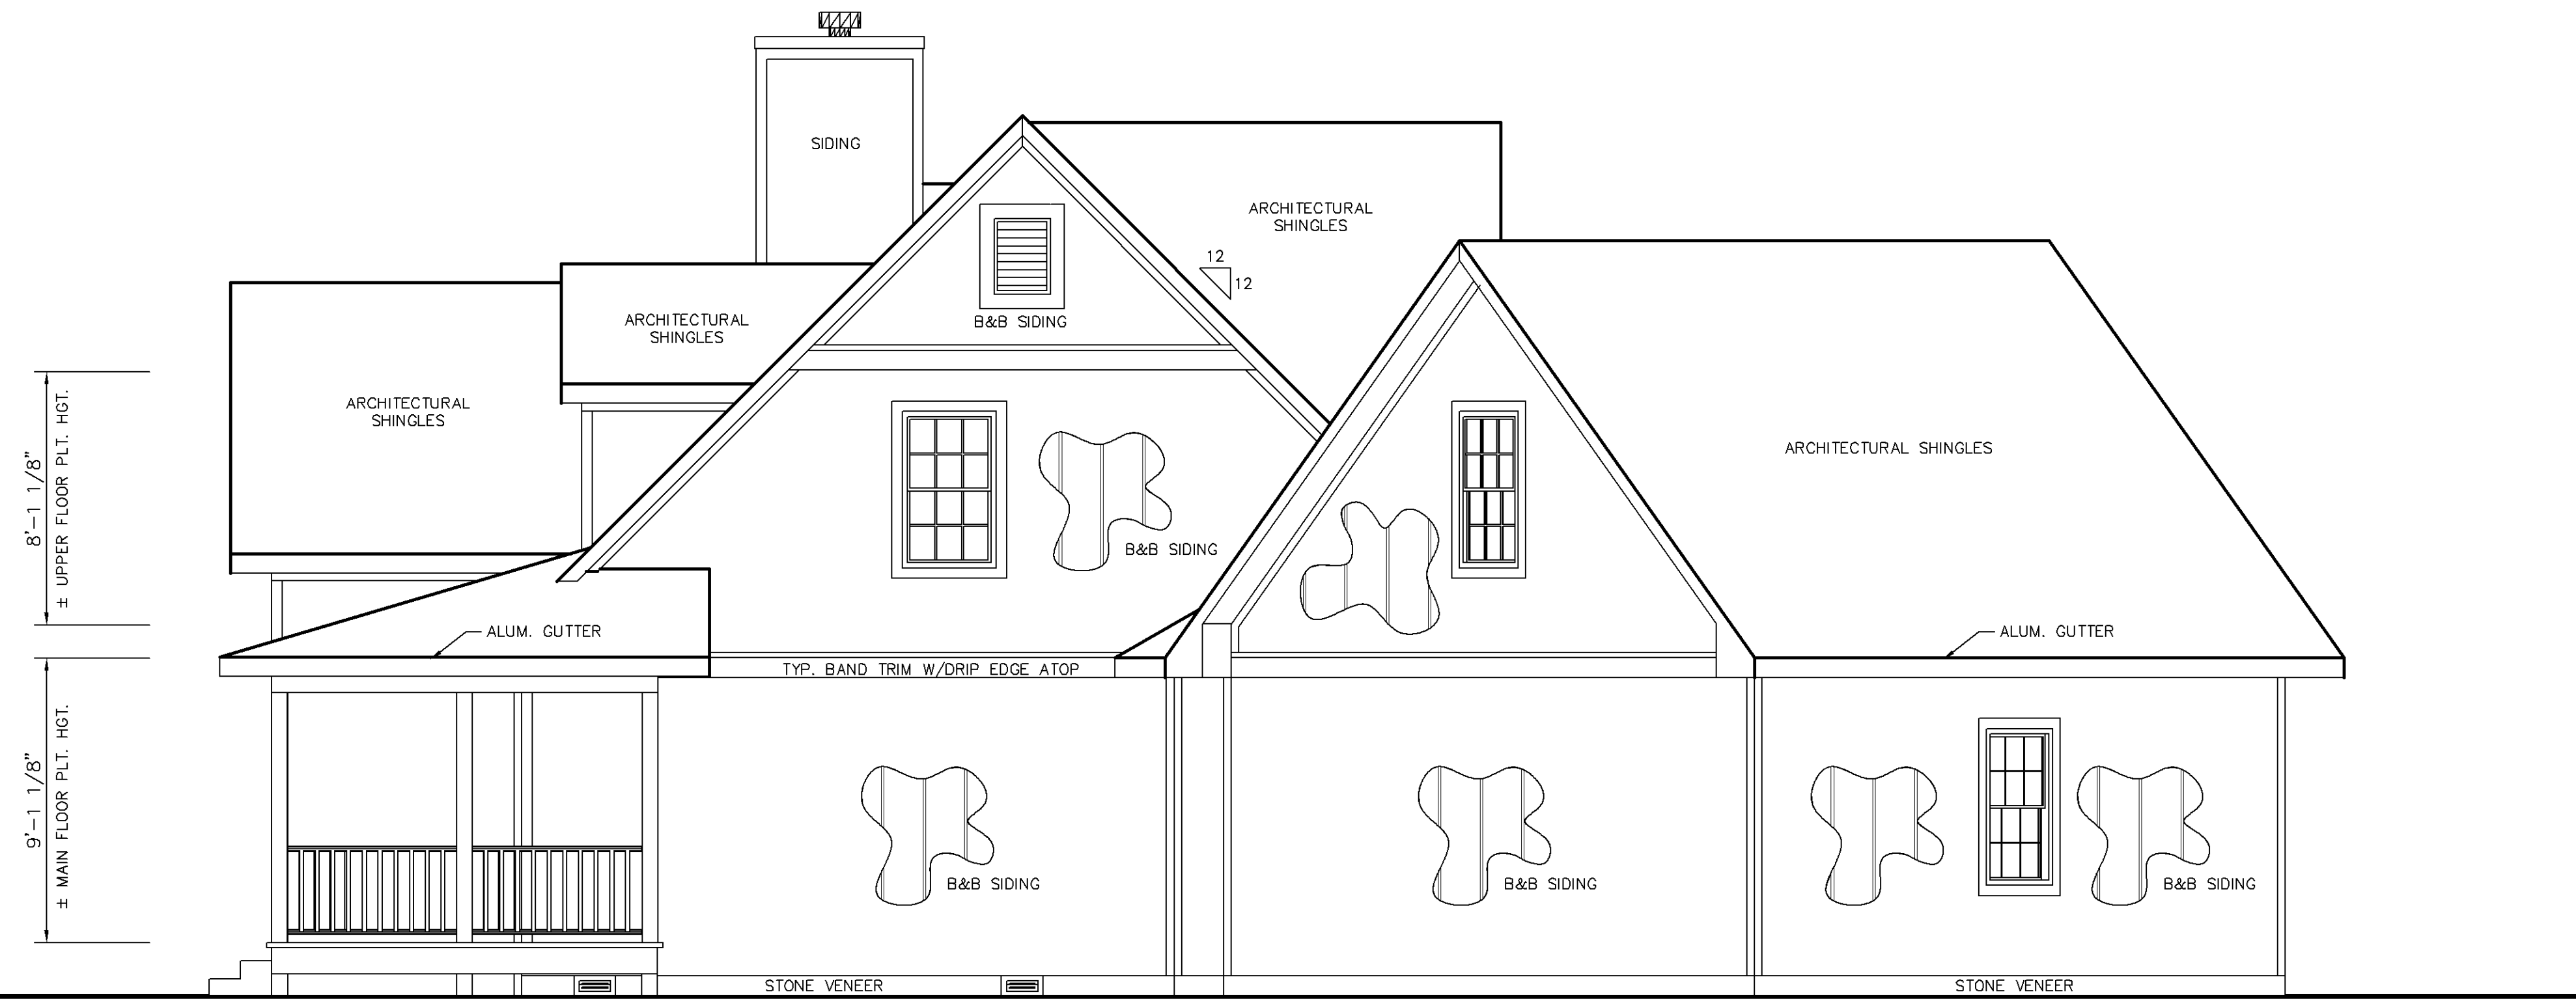 SIDING
ARCHITECTURAL
SHINGLES
12
12
B&B SIDING
ARCHITECTURAL
SHINGLES
ARCHITECTURAL
SHINGLES
8'-1 1/8"
± UPPER FLOOR PLT. HGT.
ARCHITECTURAL SHINGLES
B&B SIDING
ALUM. GUTTER
ALUM. GUTTER
TYP. BAND TRIM W/DRIP EDGE ATOP
9'-1 1/8"
± MAIN FLOOR PLT. HGT.
B&B SIDING
B&B SIDING
B&B SIDING
STONE VENEER
STONE VENEER